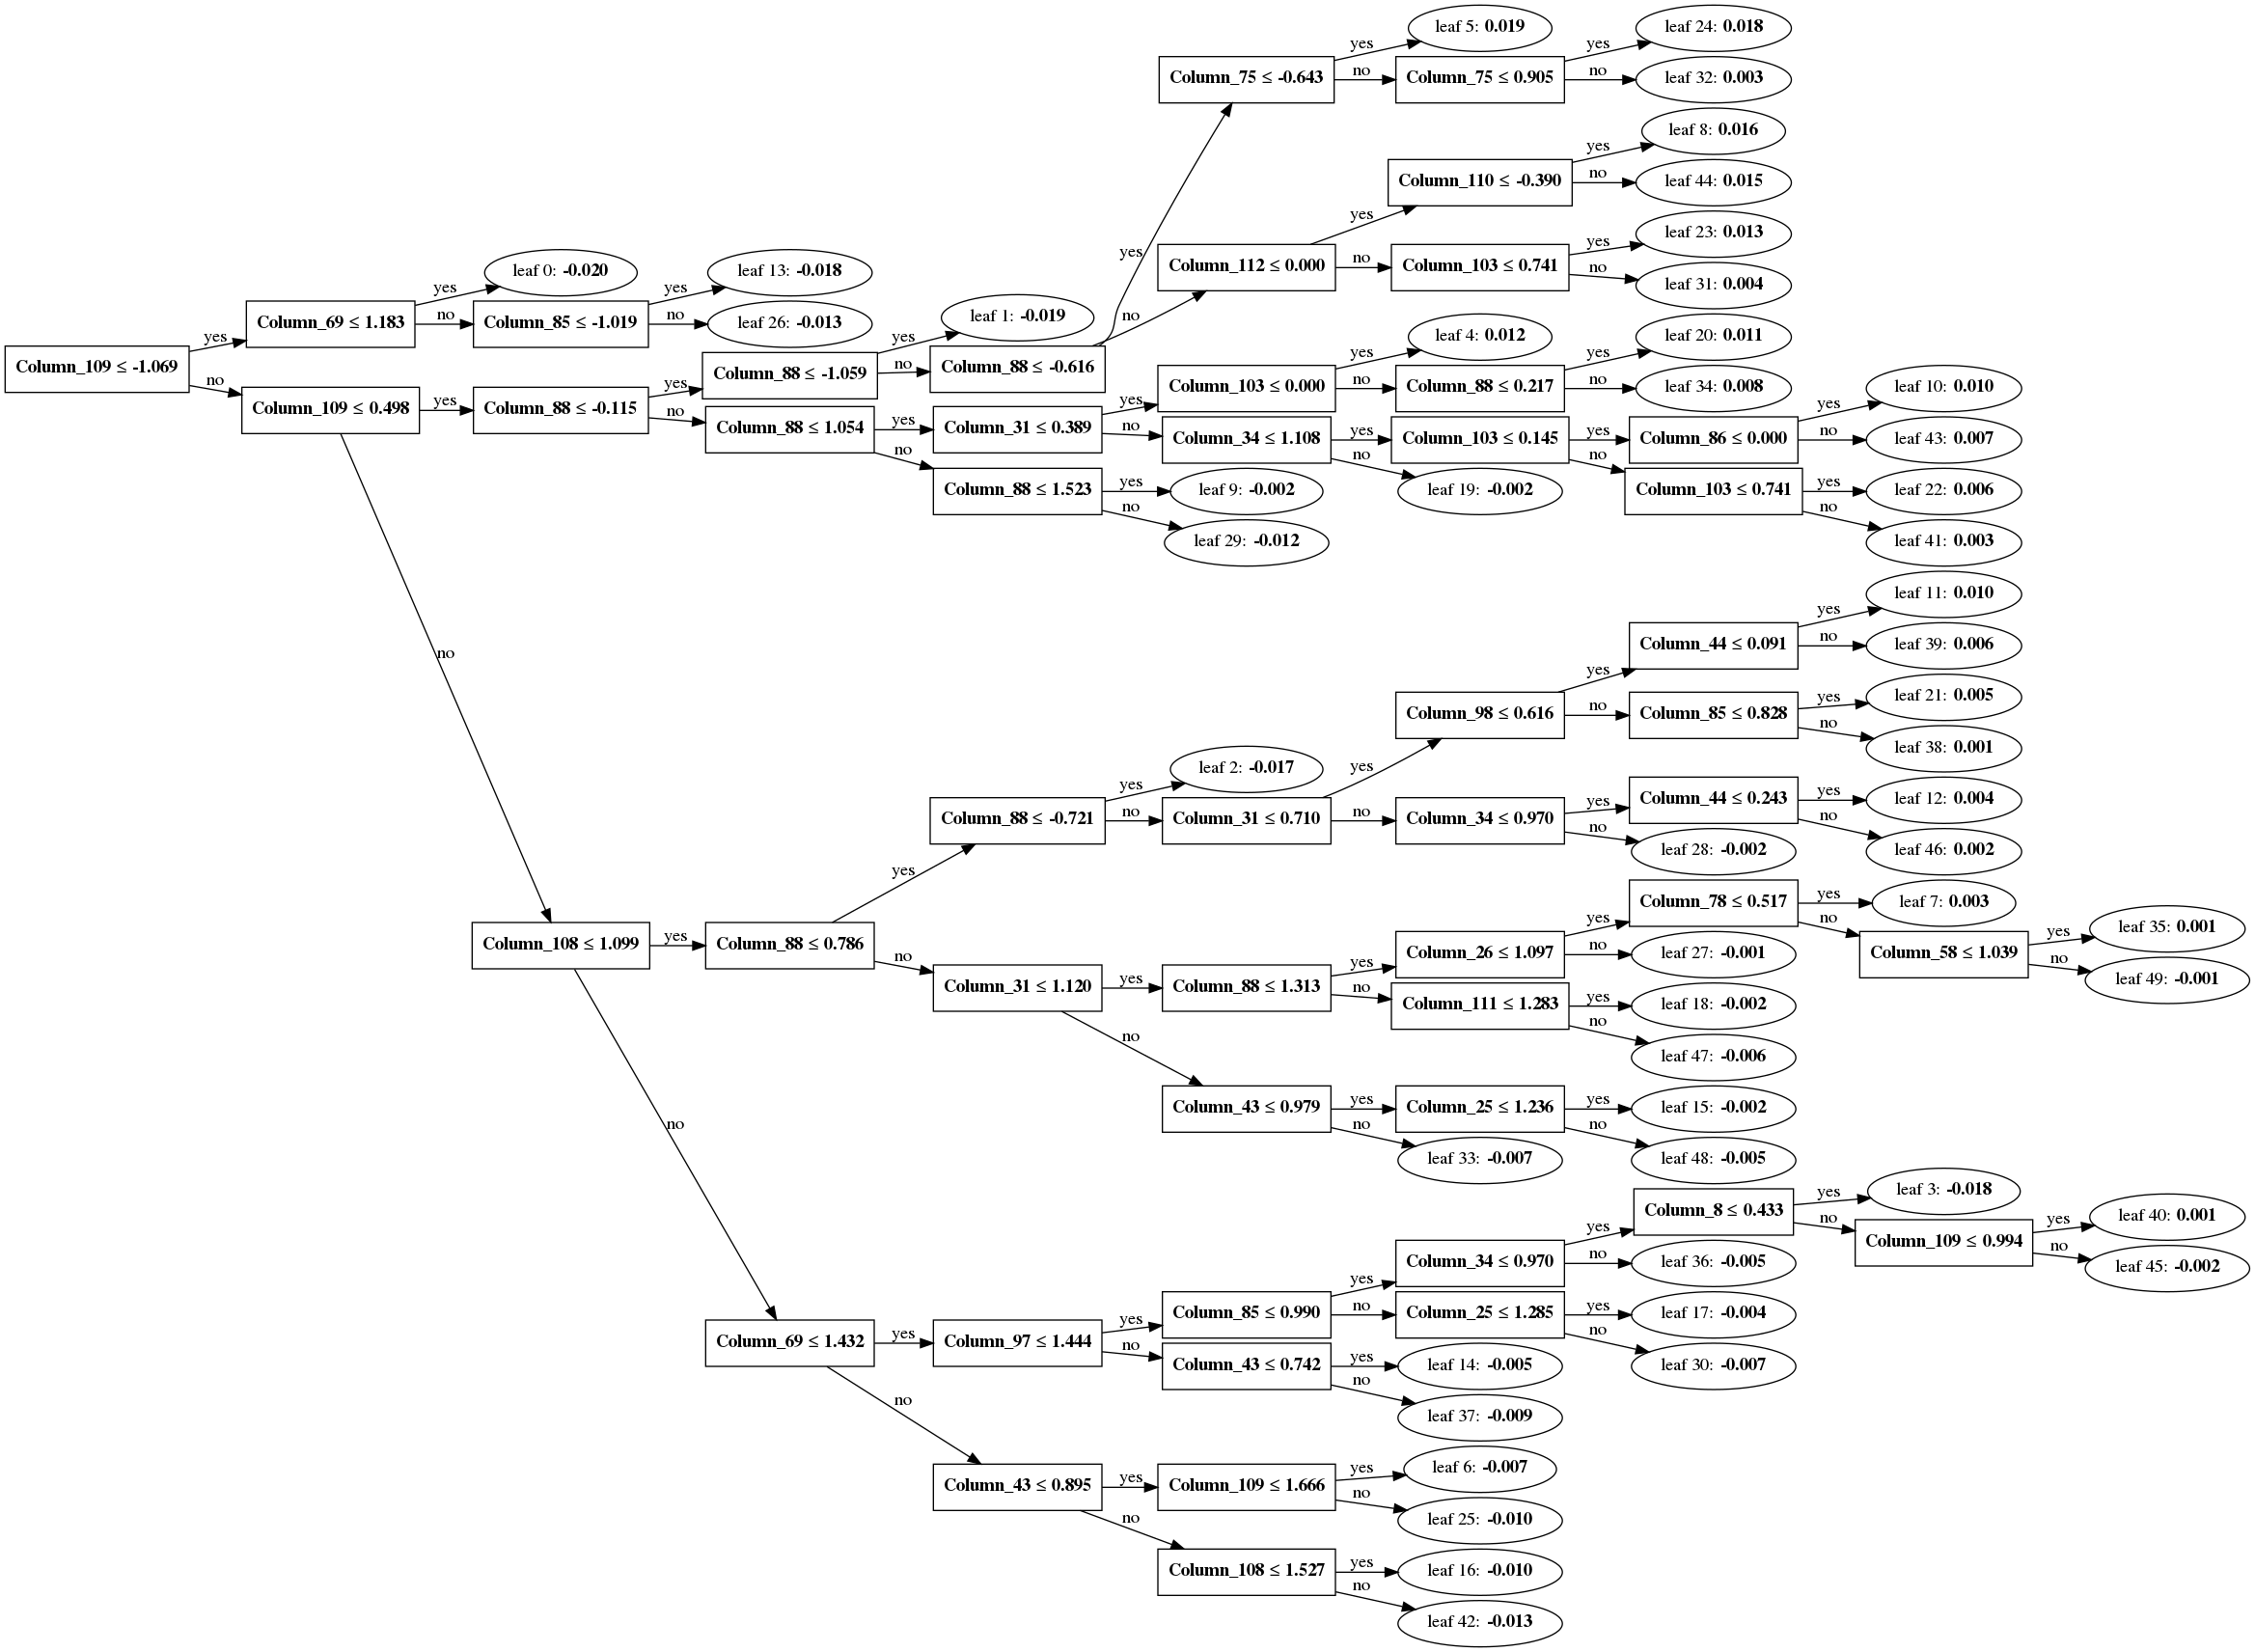 leaf 5: 0.019
leaf 24: 0.018
yes
yes
Column_75 ≤ -0.643
no
Column_75 ≤ 0.905
no
leaf 32: 0.003
leaf 8: 0.016
yes
Column_110 ≤ -0.390
no
leaf 44: 0.015
yes
leaf 23: 0.013
yes
yes
Column_112 ≤ 0.000
no
Column_103 ≤ 0.741
no
leaf 31: 0.004
leaf 0: -0.020
leaf 13: -0.018
yes
yes
Column_69 ≤ 1.183
no
Column_85 ≤ -1.019
no
leaf 26: -0.013
leaf 1: -0.019
no
yes
yes
Column_109 ≤ -1.069
no
yes
Column_88 ≤ -1.059
no
Column_88 ≤ -0.616
leaf 4: 0.012
leaf 20: 0.011
yes
yes
Column_103 ≤ 0.000
no
Column_88 ≤ 0.217
no
leaf 34: 0.008
leaf 10: 0.010
Column_109 ≤ 0.498
yes
Column_88 ≤ -0.115
no
Column_88 ≤ 1.054
yes
Column_31 ≤ 0.389
yes
no
Column_34 ≤ 1.108
yes
Column_103 ≤ 0.145
yes
Column_86 ≤ 0.000
yes
no
leaf 43: 0.007
no
no
no
Column_88 ≤ 1.523
yes
leaf 9: -0.002
leaf 19: -0.002
Column_103 ≤ 0.741
yes
leaf 22: 0.006
no
leaf 29: -0.012
no
leaf 41: 0.003
leaf 11: 0.010
yes
Column_44 ≤ 0.091
no
leaf 39: 0.006
no
yes
leaf 21: 0.005
Column_98 ≤ 0.616
no
Column_85 ≤ 0.828
yes
no
leaf 38: 0.001
yes
leaf 2: -0.017
yes
Column_88 ≤ -0.721
no
Column_31 ≤ 0.710
no
Column_34 ≤ 0.970
yes
Column_44 ≤ 0.243
yes
leaf 12: 0.004
no
leaf 28: -0.002
no
leaf 46: 0.002
yes
Column_78 ≤ 0.517
yes
leaf 7: 0.003
no
leaf 35: 0.001
yes
Column_108 ≤ 1.099
yes
Column_88 ≤ 0.786
yes
Column_26 ≤ 1.097
no
leaf 27: -0.001
Column_58 ≤ 1.039
no
leaf 49: -0.001
no
Column_31 ≤ 1.120
yes
Column_88 ≤ 1.313
yes
no
Column_111 ≤ 1.283
yes
leaf 18: -0.002
no
leaf 47: -0.006
no
Column_43 ≤ 0.979
yes
Column_25 ≤ 1.236
yes
leaf 15: -0.002
no
no
leaf 33: -0.007
no
leaf 48: -0.005
leaf 3: -0.018
yes
Column_8 ≤ 0.433
no
leaf 40: 0.001
yes
yes
Column_34 ≤ 0.970
no
leaf 36: -0.005
Column_109 ≤ 0.994
no
leaf 45: -0.002
yes
Column_85 ≤ 0.990
no
Column_25 ≤ 1.285
yes
leaf 17: -0.004
Column_69 ≤ 1.432
yes
Column_97 ≤ 1.444
yes
no
Column_43 ≤ 0.742
yes
leaf 14: -0.005
no
leaf 30: -0.007
no
leaf 37: -0.009
no
leaf 6: -0.007
Column_43 ≤ 0.895
yes
Column_109 ≤ 1.666
yes
no
leaf 25: -0.010
no
Column_108 ≤ 1.527
yes
leaf 16: -0.010
no
leaf 42: -0.013